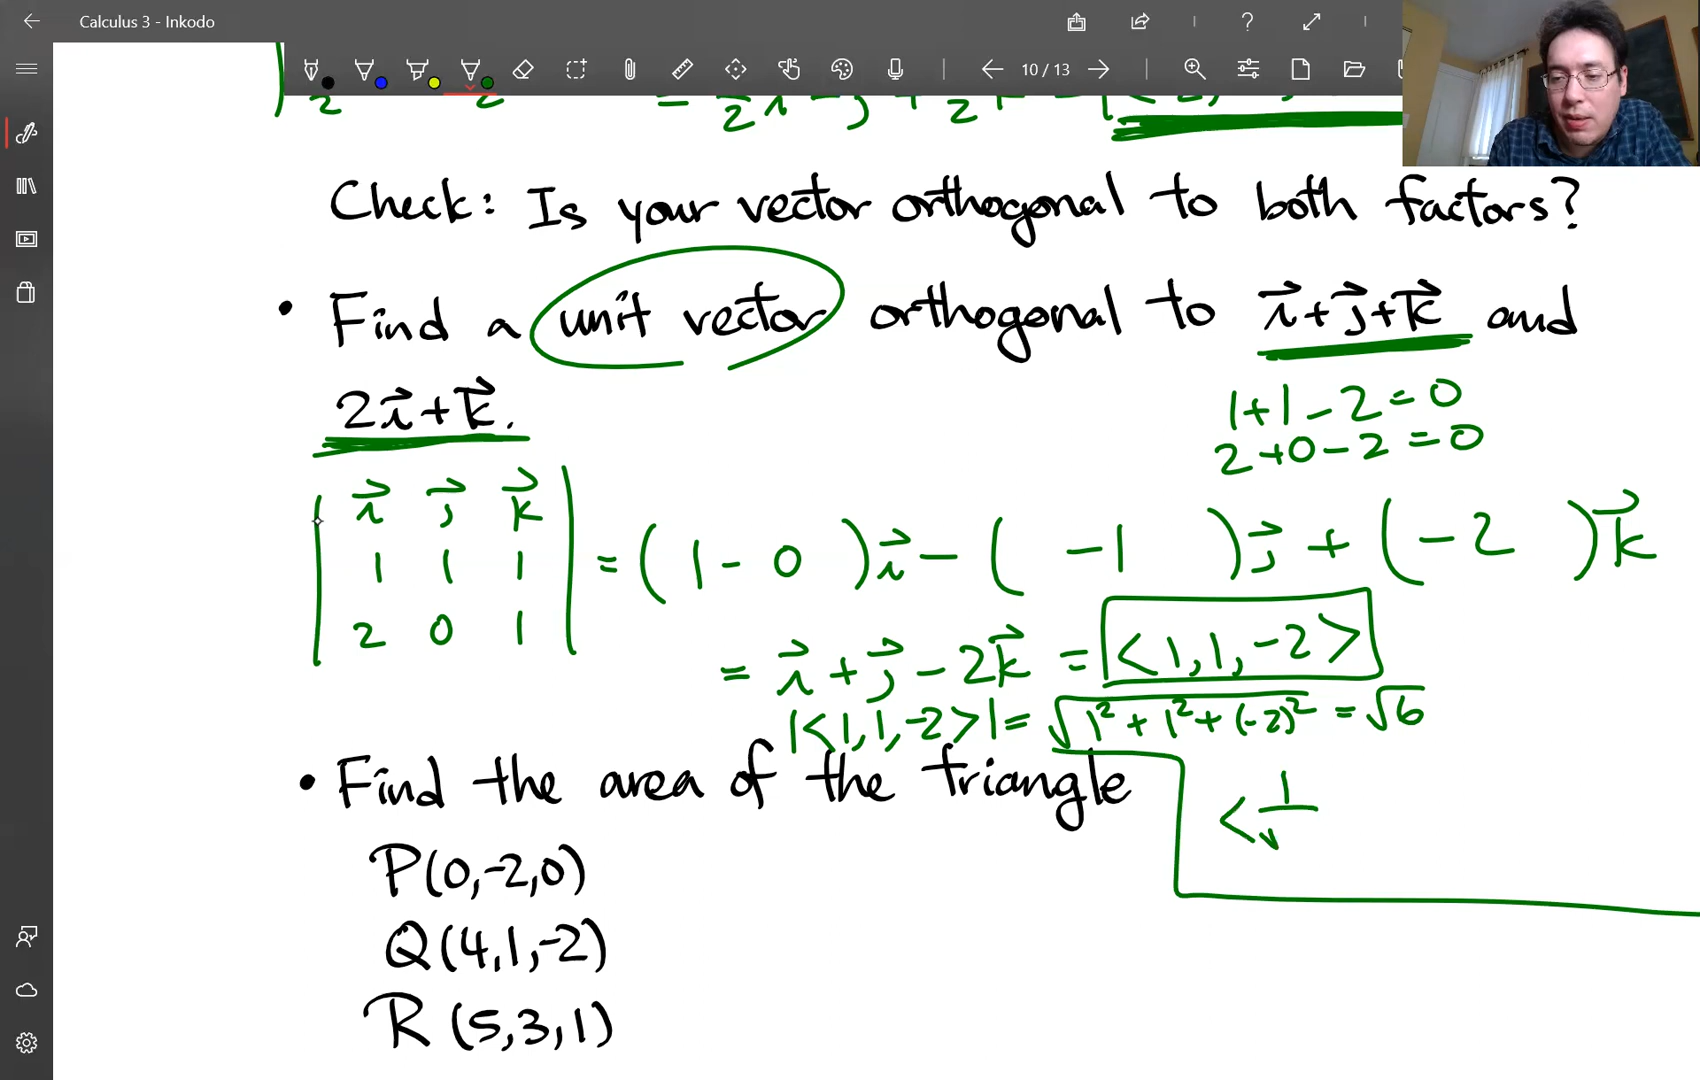 Calculus 3 - Inkodo
10 / 13
Check: Is your vector orthogonal to both factors?
• Find a unit vector orthogonal to i⃗+j⃗+k⃗ and
2i⃗+k⃗.
1+1-2=0
2+0-2=0
| i⃗ j⃗ k⃗ |
| 1 1 1 | = (1-0)i⃗ - (-1)j⃗ + (-2)k⃗
| 2 0 1 |
= i⃗+j⃗-2k⃗ = <1,1,-2>
|<1,1,-2>| = √(1²+1²+(-2)²) = √6
• Find the area of the triangle
<1/√
P(0,-2,0)
Q(4,1,-2)
R(5,3,1)